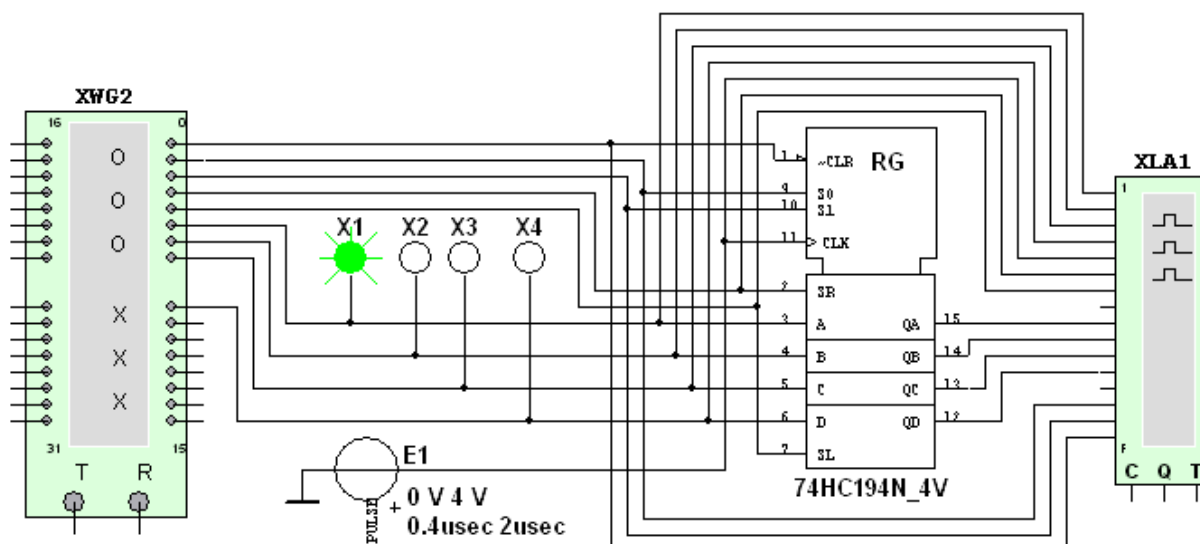 XWG2
16 0
O
O
O
X
X
X
31 15
T R
X1 X2 X3 X4
E1
+ 0 V 4 V
0.4usec 2usec
PULSE
1 ~CLR RG
9 S0
10 S1
11 CLK
2 SR
3 A QA 15
4 B QB 14
5 C QC 13
6 D QD 12
7 SL
74HC194N_4V
XLA1
1
F
C Q T